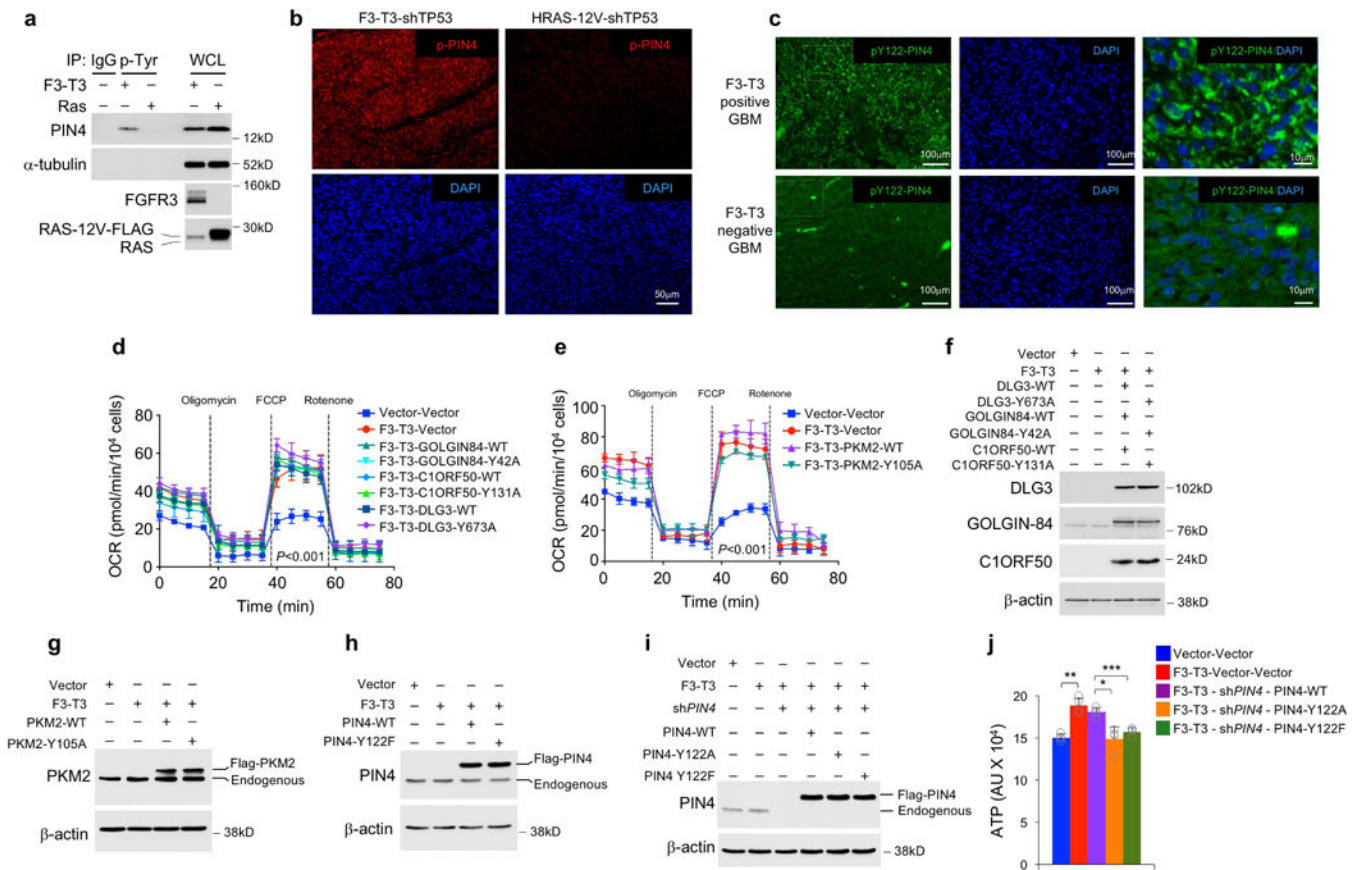 a
IP: IgG p-Tyr WCL
F3-T3 – + – + –
Ras – – + – +
PIN4
12kD
α-tubulin
52kD
160kD
FGFR3
30kD
RAS-12V-FLAG
RAS
b
F3-T3-shTP53 HRAS-12V-shTP53
p-PIN4 p-PIN4
DAPI DAPI
50μm
c
pY122-PIN4 DAPI pY122-PIN4/DAPI
F3-T3
positive
GBM
100μm 100μm 10μm
pY122-PIN4 DAPI pY122-PIN4/DAPI
F3-T3
negative
GBM
100μm 100μm 10μm
d
Oligomycin FCCP Rotenone
OCR (pmol/min/10⁴ cells)
80
60
40
20
0
P<0.001
0 20 40 60 80
Time (min)
Vector-Vector
F3-T3-Vector
F3-T3-GOLGIN84-WT
F3-T3-GOLGIN84-Y42A
F3-T3-C1ORF50-WT
F3-T3-C1ORF50-Y131A
F3-T3-DLG3-WT
F3-T3-DLG3-Y673A
e
Oligomycin FCCP Rotenone
OCR (pmol/min/10⁴ cells)
100
80
60
40
20
0
P<0.001
0 20 40 60 80
Time (min)
Vector-Vector
F3-T3-Vector
F3-T3-PKM2-WT
F3-T3-PKM2-Y105A
f
Vector + – – –
F3-T3 – + + +
DLG3-WT – – + –
DLG3-Y673A – – – +
GOLGIN84-WT – – + –
GOLGIN84-Y42A – – – +
C1ORF50-WT – – + –
C1ORF50-Y131A – – – +
DLG3
102kD
GOLGIN-84
76kD
C1ORF50
24kD
β-actin
38kD
g
Vector + – – –
F3-T3 – + + +
PKM2-WT – – + –
PKM2-Y105A – – – +
PKM2
Flag-PKM2
Endogenous
β-actin
38kD
h
Vector + – – –
F3-T3 – + + +
PIN4-WT – – + –
PIN4-Y122F – – – +
PIN4
Flag-PIN4
Endogenous
β-actin
38kD
i
Vector + – – – – –
F3-T3 – + + + + +
shPIN4 – – + + + +
PIN4-WT – – – + – –
PIN4-Y122A – – – – + –
PIN4 Y122F – – – – – +
PIN4
Flag-PIN4
Endogenous
β-actin
38kD
j
Vector-Vector
F3-T3-Vector-Vector
F3-T3 - shPIN4 - PIN4-WT
F3-T3 - shPIN4 - PIN4-Y122A
F3-T3 - shPIN4 - PIN4-Y122F
ATP (AU X 10⁴)
20
15
10
5
0
** *** *